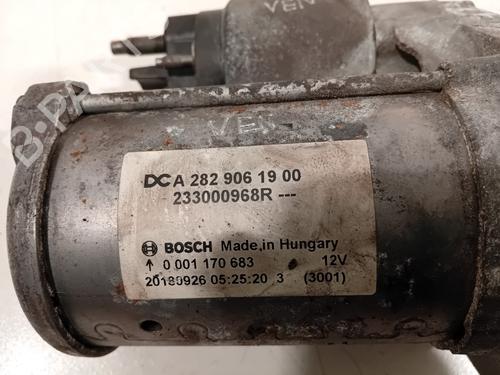 VEN
B-PARTS
VEN
DC A 282 906 19 00
233000968R ---
BOSCH Made in Hungary
↑ 0 001 170 683 12V
20180926 05:25:20 3 (3001)